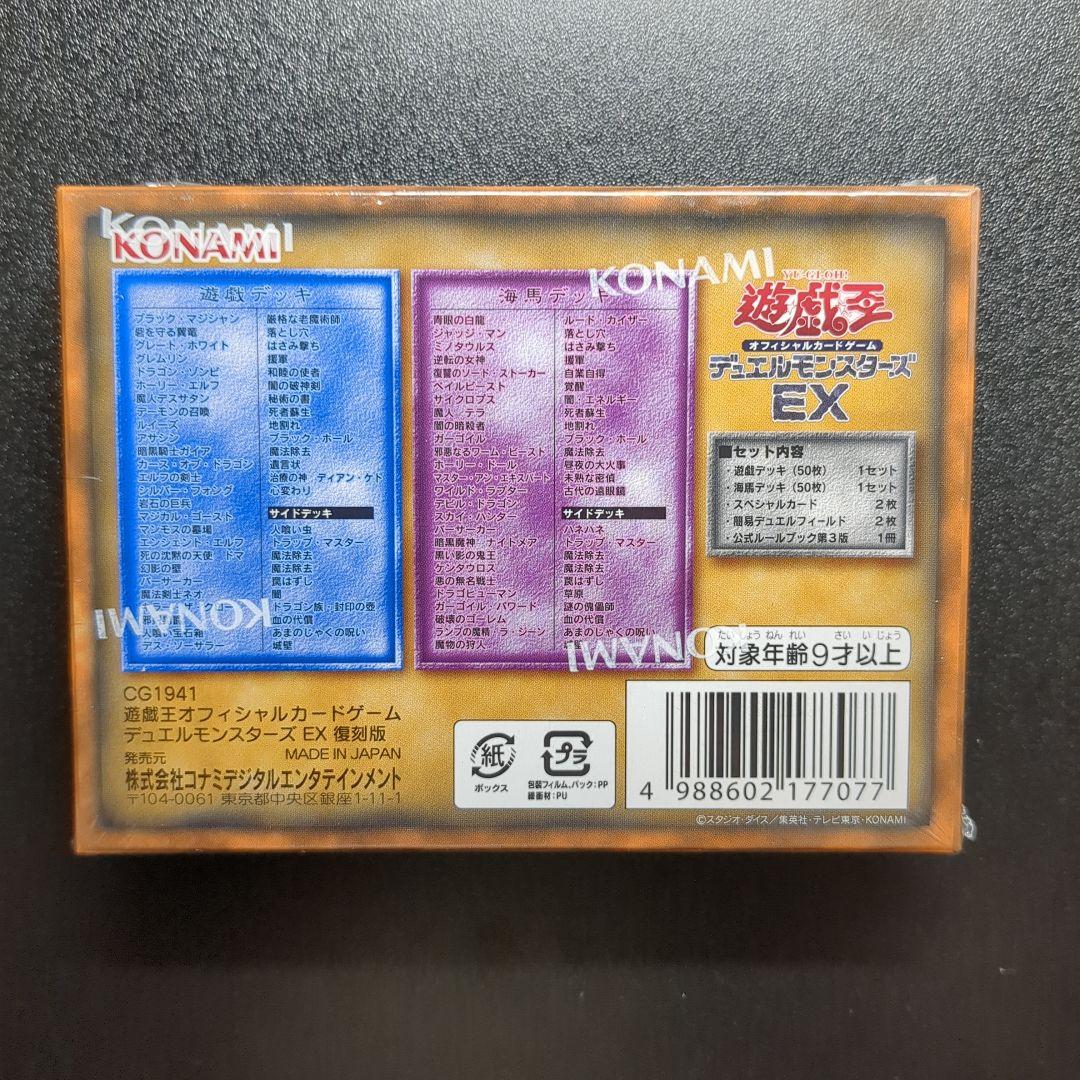 KONAMI
KONAMI
KONAMI
遊戯デッキ
ブラック・マジシャン
砦を守る翼竜
グレート・ホワイト
グレムリン
ドラゴン・ゾンビ
ホーリー・エルフ
魔人デスサタン
デーモンの召喚
ルイーズ
アサシン
暗黒騎士ガイア
カース・オブ・ドラゴン
エルフの剣士
シルバー・フォング
岩石の巨兵
マジカル・ゴースト
マンモスの墓場
エンシェント・エルフ
死の沈黙の天使 ドマ
幻影の壁
バーサーカー
魔法剣士ネオ
人喰い宝石箱
デス・ソーサラー
厳格な老魔術師
落とし穴
はさみ撃ち
援軍
和睦の使者
闇の破神剣
秘術の書
死者蘇生
地割れ
ブラック・ホール
魔法除去
遺言状
治療の神 ディアン・ケト
心変わり
サイドデッキ
人喰い虫
トラップ・マスター
魔法除去
魔法除去
罠はずし
闇
ドラゴン族・封印の壺
血の代償
あまのじゃくの呪い
城壁
海馬デッキ
青眼の白龍
ジャッジ・マン
ミノタウルス
逆転の女神
復讐のソード・ストーカー
ベイルビースト
サイクロプス
魔人 テラ
闇の暗殺者
ガーゴイル
邪悪なるワーム・ビースト
ホーリー・ドール
マスター・アン・エキスパート
ワイルド・ラプター
デビル・ドラゴン
スカイ・ハンター
バーサーカー
暗黒魔神 ナイトメア
黒い影の鬼王
ケンタウロス
悪の無名戦士
ドラゴヒューマン
ガーゴイル・パワード
破壊のゴーレム
ランプの魔精・ラ・ジーン
魔物の狩人
ルード・カイザー
落とし穴
はさみ撃ち
援軍
自業自得
覚醒
闇・エネルギー
死者蘇生
地割れ
ブラック・ホール
魔法除去
昼夜の大火事
未熟な密偵
古代の遠眼鏡
サイドデッキ
ハネハネ
トラップ・マスター
魔法除去
魔法除去
罠はずし
草原
謎の傀儡師
血の代償
あまのじゃくの呪い
城壁
YU-GI-OH!
遊戯王
オフィシャルカードゲーム
デュエルモンスターズ
EX
■セット内容
・遊戯デッキ(50枚) 1セット
・海馬デッキ(50枚) 1セット
・スペシャルカード 2枚
・簡易デュエルフィールド 2枚
・公式ルールブック第3版 1冊
KONAMI
KONAMI
KONAMI
たいしょう ねん れい さい い じょう
対象年齢9才以上
CG1941
遊戯王オフィシャルカードゲーム
デュエルモンスターズ EX 復刻版
MADE IN JAPAN
発売元
株式会社コナミデジタルエンタテインメント
〒104-0061 東京都中央区銀座1-11-1
紙
ボックス
プラ
包装フィルム、パック:PP
緩衝材:PU
4 988602 177077
©スタジオ・ダイス/集英社・テレビ東京・KONAMI